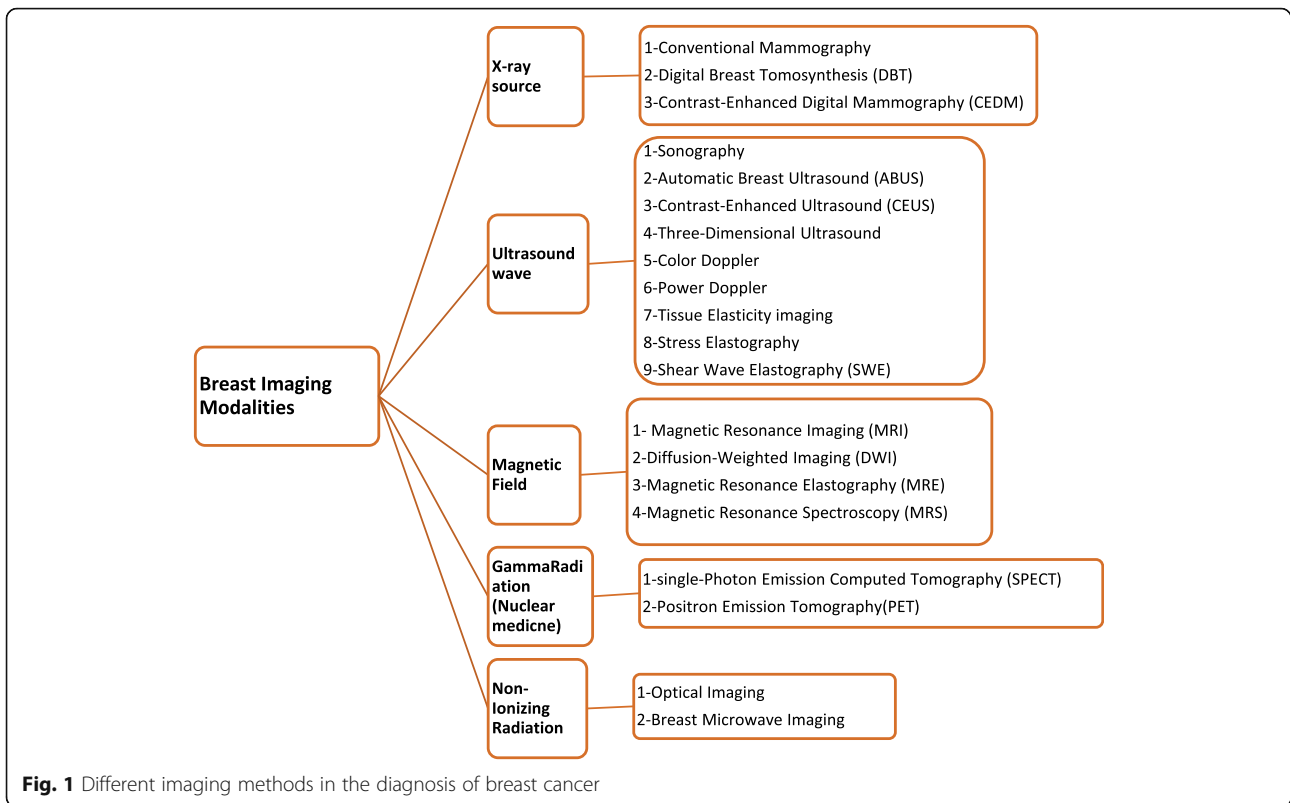 Breast Imaging
Modalities
X-ray
source
1-Conventional Mammography
2-Digital Breast Tomosynthesis (DBT)
3-Contrast-Enhanced Digital Mammography (CEDM)
Ultrasound
wave
1-Sonography
2-Automatic Breast Ultrasound (ABUS)
3-Contrast-Enhanced Ultrasound (CEUS)
4-Three-Dimensional Ultrasound
5-Color Doppler
6-Power Doppler
7-Tissue Elasticity imaging
8-Stress Elastography
9-Shear Wave Elastography (SWE)
Magnetic
Field
1- Magnetic Resonance Imaging (MRI)
2-Diffusion-Weighted Imaging (DWI)
3-Magnetic Resonance Elastography (MRE)
4-Magnetic Resonance Spectroscopy (MRS)
GammaRadi
ation
(Nuclear
medicne)
1-single-Photon Emission Computed Tomography (SPECT)
2-Positron Emission Tomography(PET)
Non-
Ionizing
Radiation
1-Optical Imaging
2-Breast Microwave Imaging
Fig. 1 Different imaging methods in the diagnosis of breast cancer